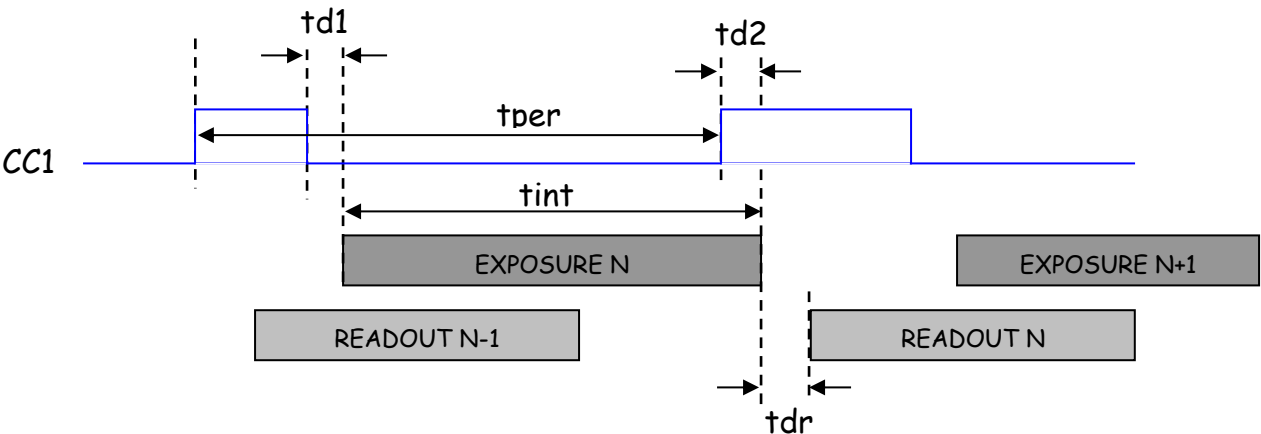 td1
td2
tper
CC1
tint
EXPOSURE N
EXPOSURE N+1
READOUT N-1
READOUT N
tdr